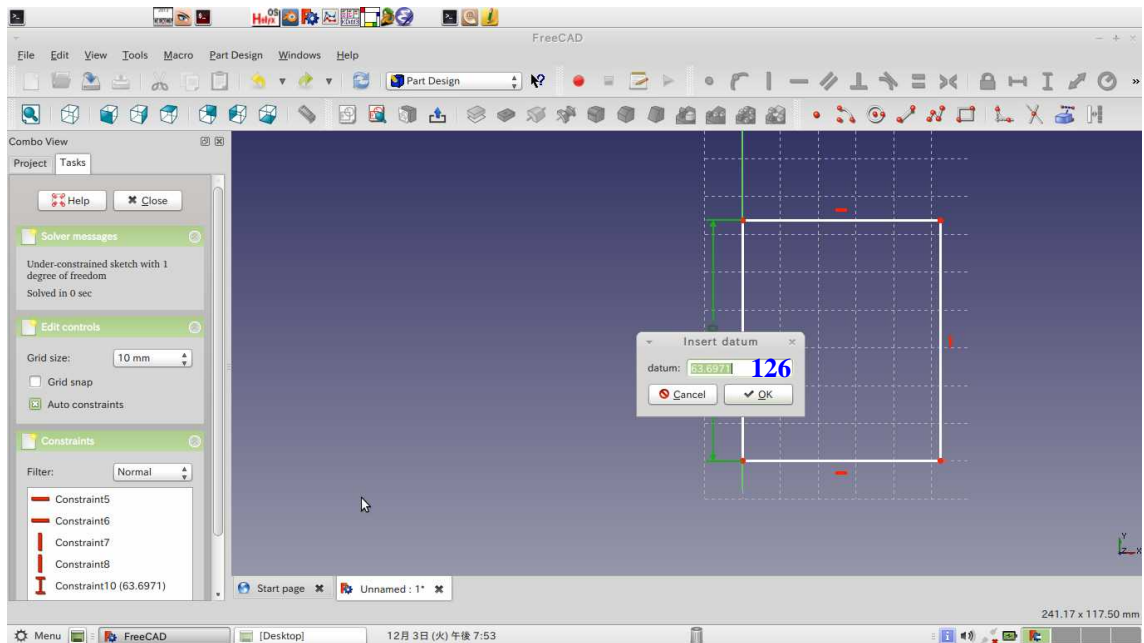 FreeCAD
File Edit View Tools Macro Part Design Windows Help
Part Design
Combo View
Project Tasks
Help Close
Solver messages
Under-constrained sketch with 1
degree of freedom
Solved in 0 sec
Edit controls
Grid size: 10 mm
Grid snap
Auto constraints
Constraints
Filter: Normal
Constraint5
Constraint6
Constraint7
Constraint8
Constraint10 (63.6971)
Insert datum
datum: 63.6971 126
Cancel OK
Y
Z X
Start page Unnamed : 1*
241.17 x 117.50 mm
Menu FreeCAD [Desktop] 12月 3日 (火) 午後 7:53